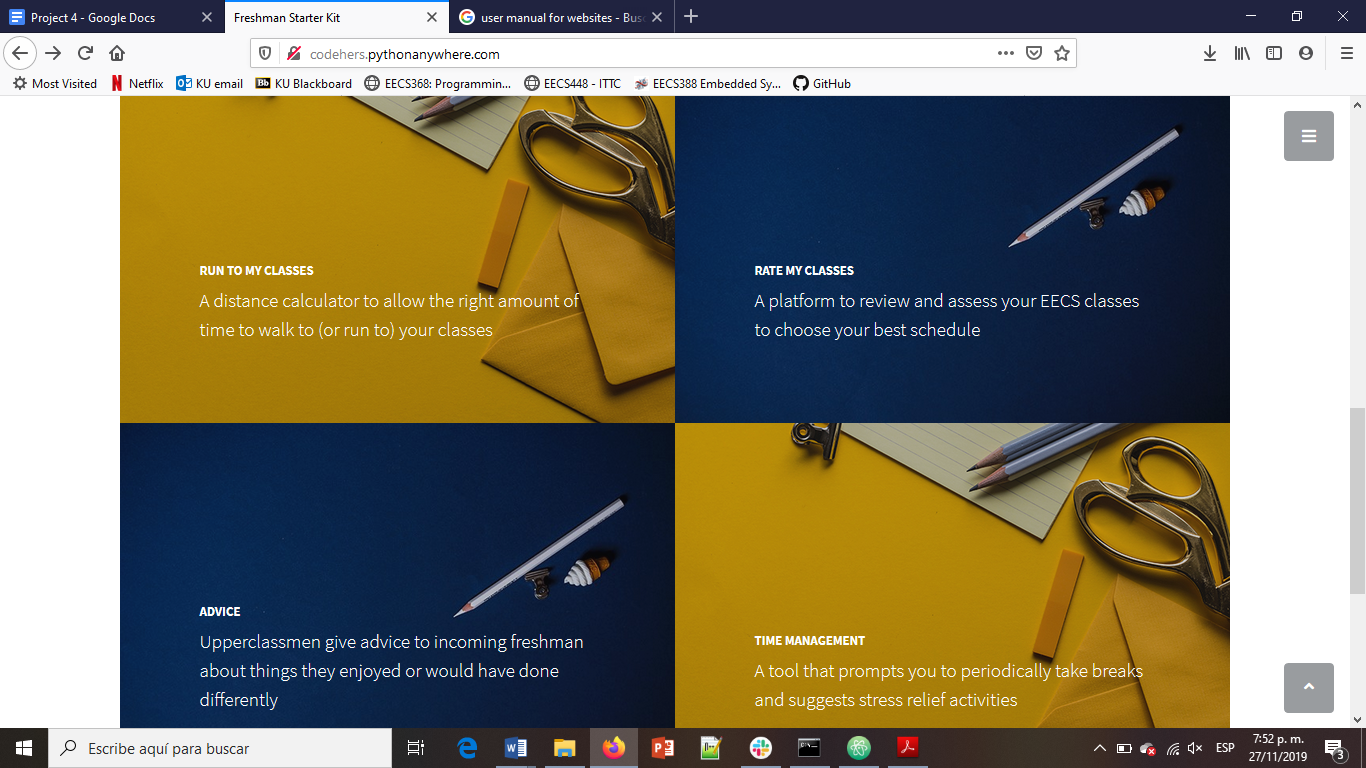 Project 4 - Google Docs
Freshman Starter Kit
user manual for websites - Bus
codehers.pythonanywhere.com
Most Visited
Netflix
KU email
Bb
KU Blackboard
EECS368: Programmin...
EECS448 - ITTC
EECS388 Embedded Sy...
GitHub
RUN TO MY CLASSES
A distance calculator to allow the right amount of
time to walk to (or run to) your classes
RATE MY CLASSES
A platform to review and assess your EECS classes
to choose your best schedule
ADVICE
Upperclassmen give advice to incoming freshman
about things they enjoyed or would have done
differently
TIME MANAGEMENT
A tool that prompts you to periodically take breaks
and suggests stress relief activities
Escribe aquí para buscar
ESP
7:52 p. m.
27/11/2019
3